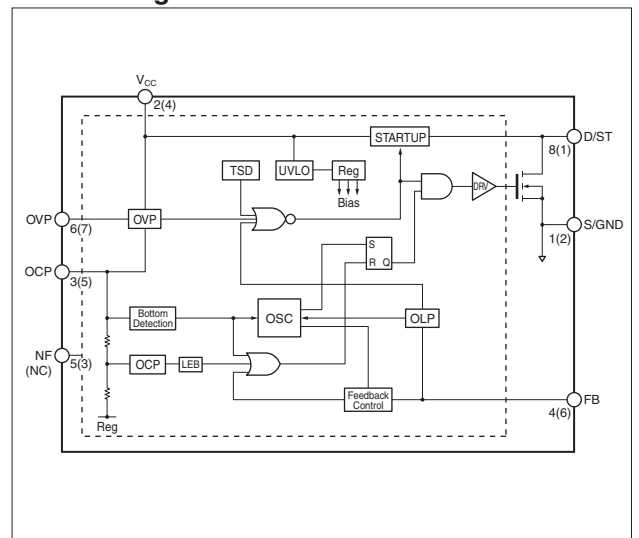 VCC
2(4)
STARTUP
D/ST
8(1)
TSD
UVLO
Reg
Bias
DRV
OVP
6(7)
OVP
S/GND
1(2)
OCP
3(5)
S
R Q
Bottom
Detection
OSC
OLP
NF
(NC)
5(3)
OCP
LEB
Feedback
Control
FB
4(6)
Reg